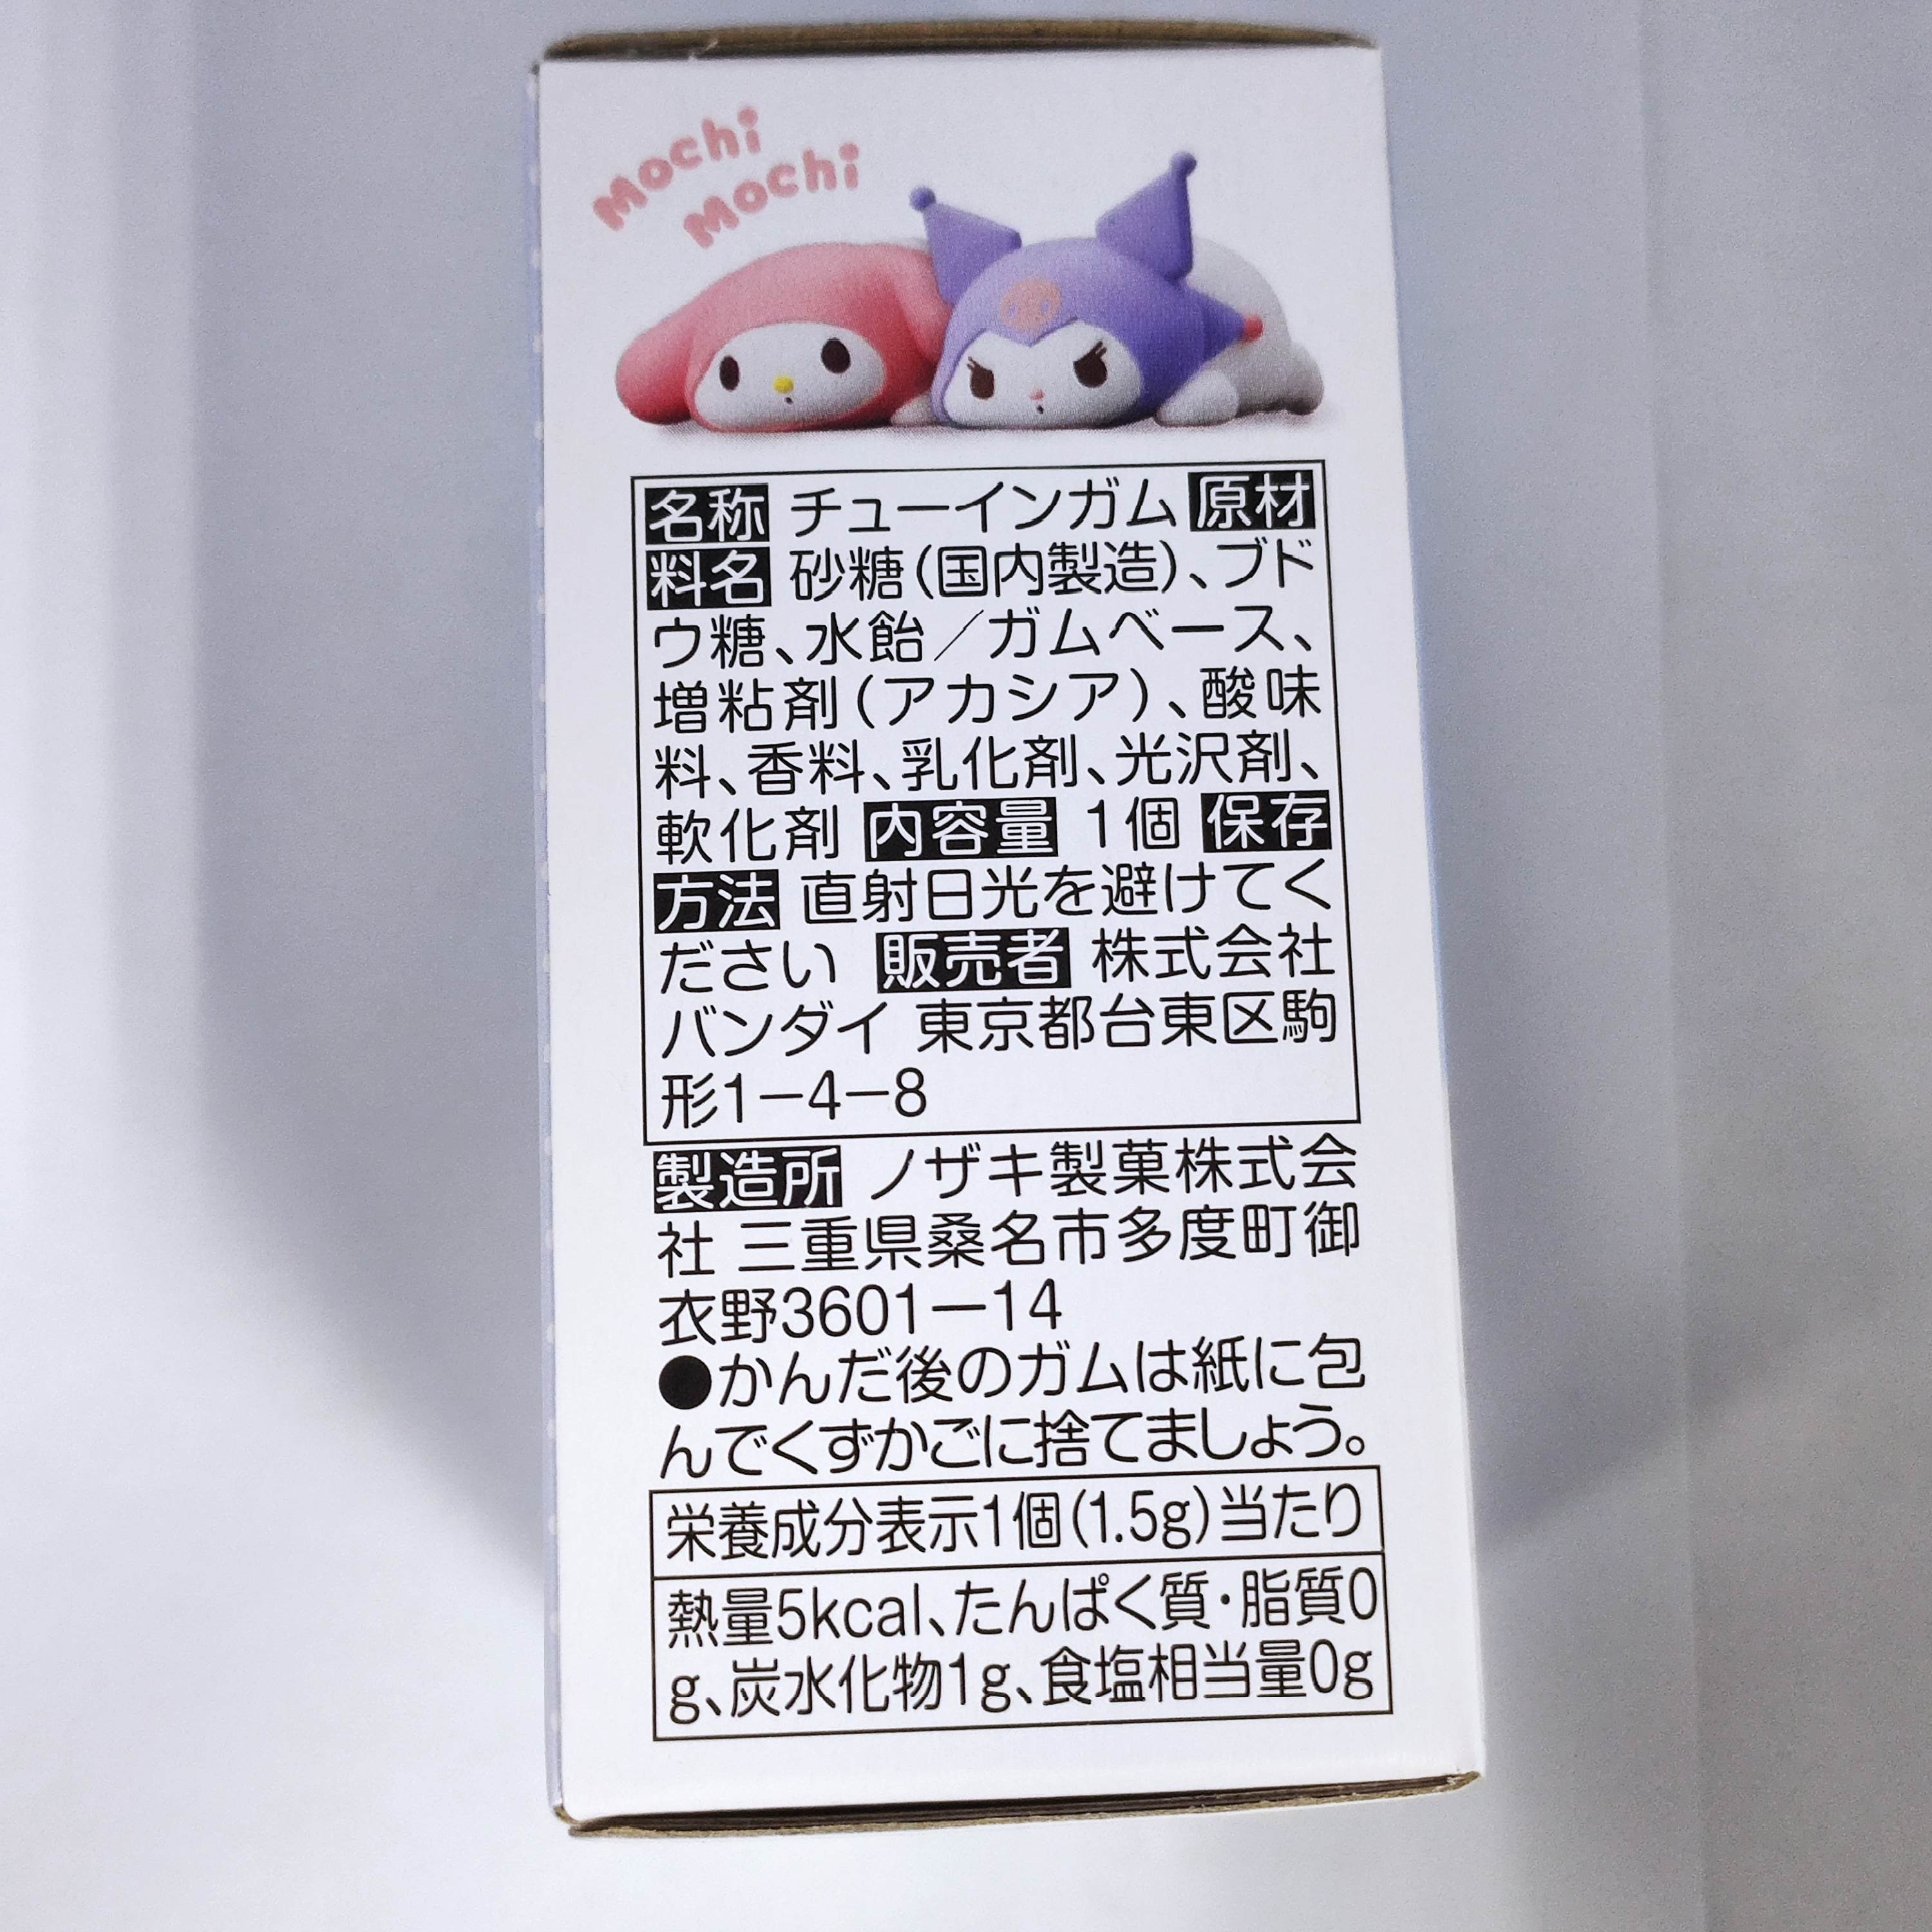 Mochi
Mochi
名称 チューインガム 原材
料名 砂糖(国内製造)、ブド
ウ糖、水飴／ガムベース、
増粘剤(アカシア)、酸味
料、香料、乳化剤、光沢剤、
軟化剤 内容量 1個 保存
方法 直射日光を避けてく
ださい 販売者 株式会社
バンダイ 東京都台東区駒
形1－4－8
製造所 ノザキ製菓株式会
社 三重県桑名市多度町御
衣野3601－14
●かんだ後のガムは紙に包
んでくずかごに捨てましょう。
栄養成分表示1個(1.5g)当たり
熱量5kcal、たんぱく質・脂質0
g、炭水化物1g、食塩相当量0g